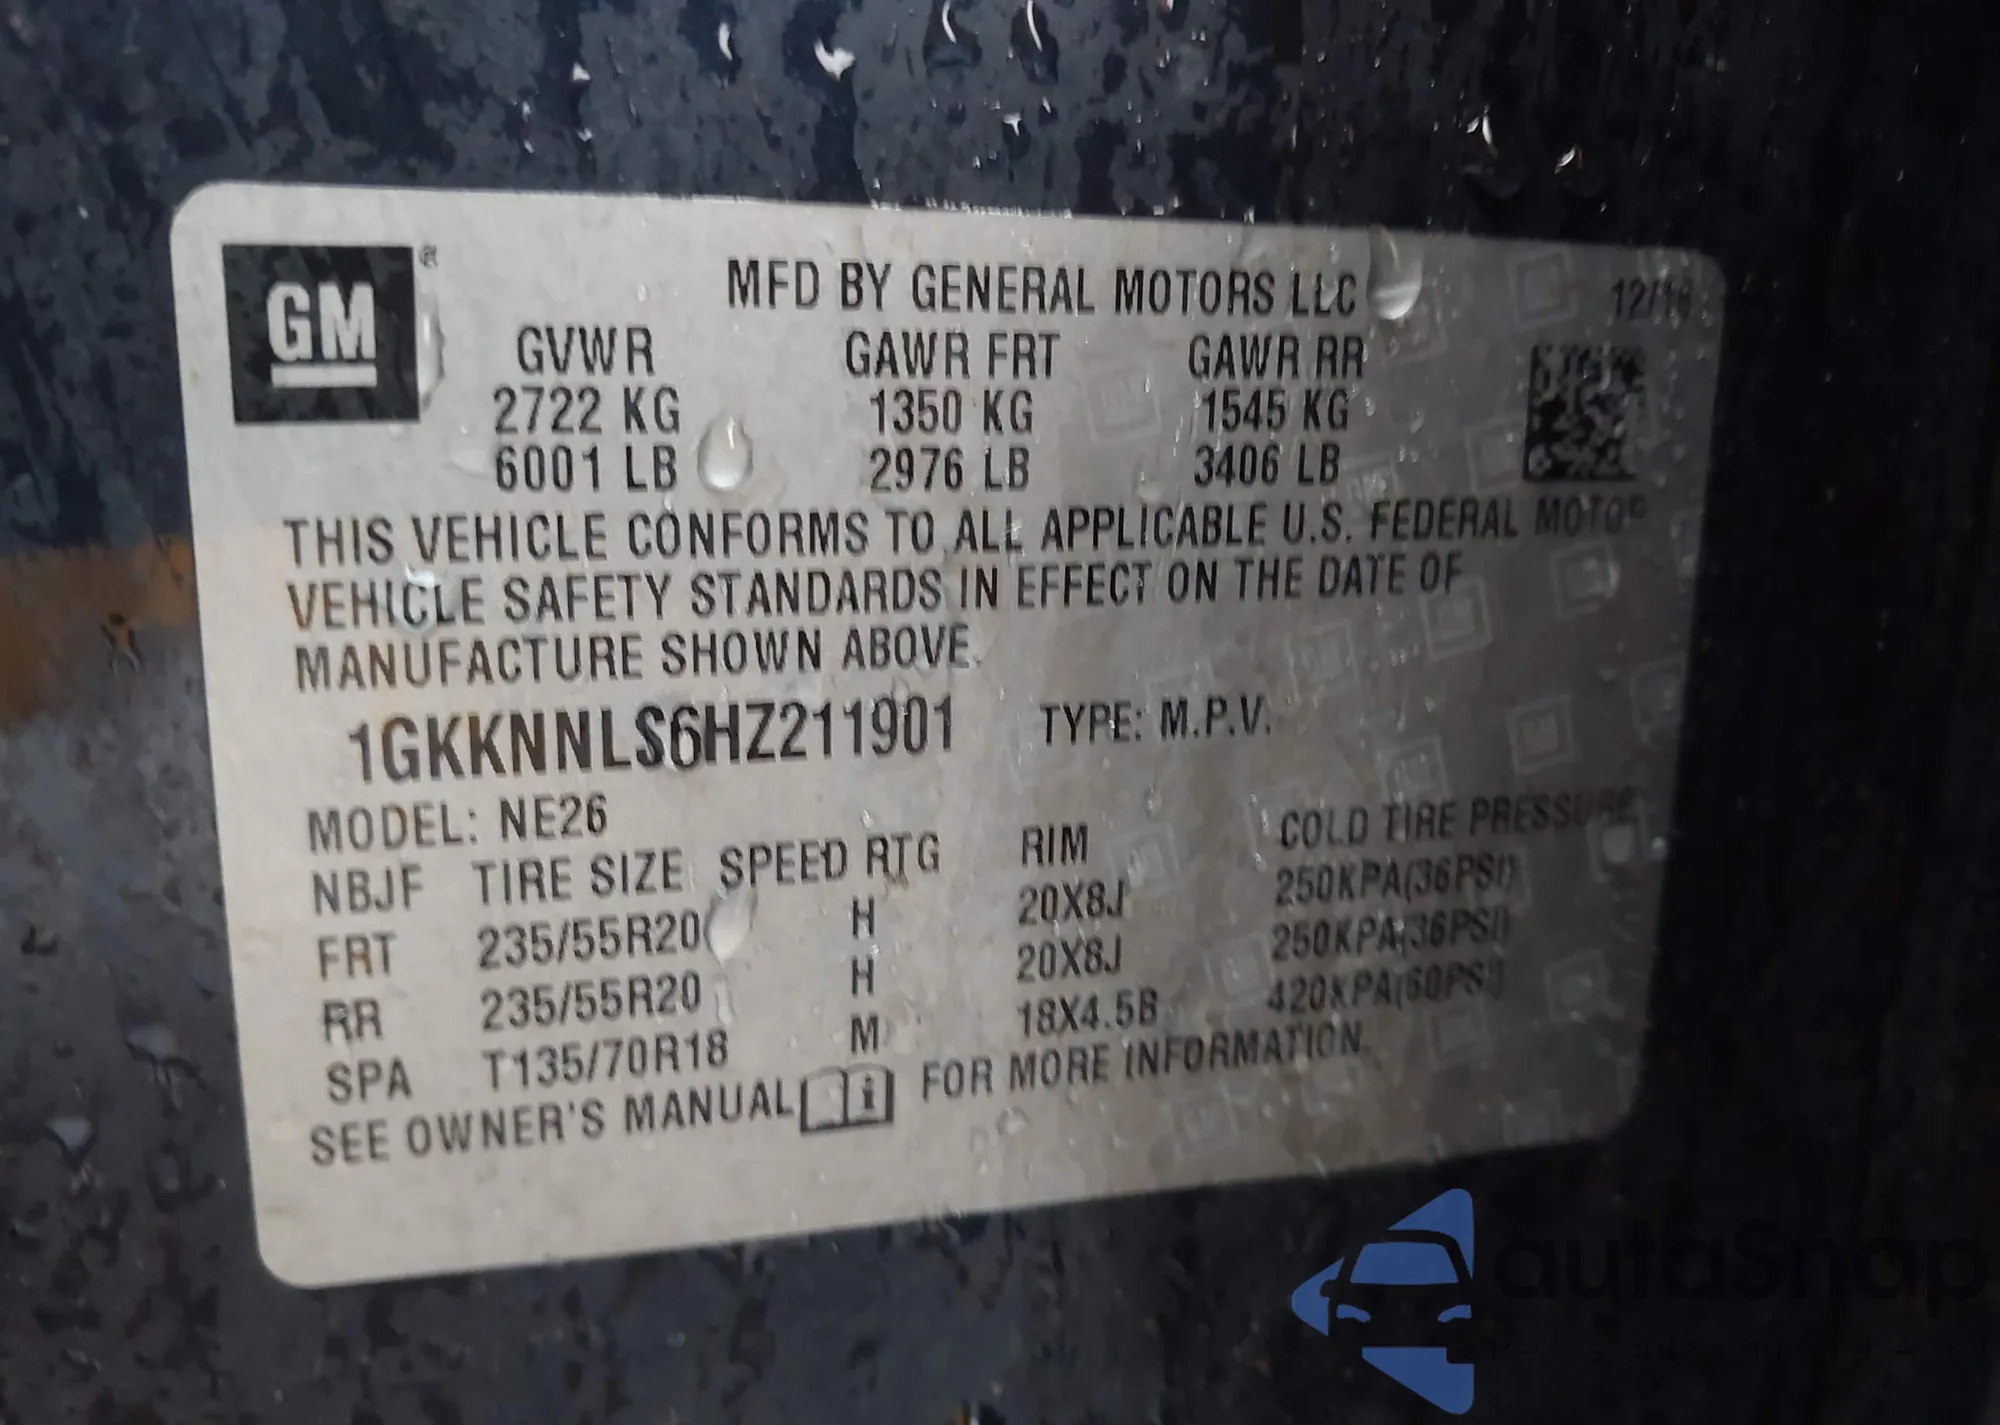 GM®
MFD BY GENERAL MOTORS LLC 12/16
GVWR GAWR FRT GAWR RR
2722 KG 1350 KG 1545 KG
6001 LB 2976 LB 3406 LB
THIS VEHICLE CONFORMS TO ALL APPLICABLE U.S. FEDERAL MOTOR
VEHICLE SAFETY STANDARDS IN EFFECT ON THE DATE OF
MANUFACTURE SHOWN ABOVE.
1GKKNNLS6HZ211901 TYPE: M.P.V.
MODEL: NE26
NBJF TIRE SIZE SPEED RTG RIM COLD TIRE PRESSURE
FRT 235/55R20 H 20X8J 250KPA(36PSI)
RR 235/55R20 H 20X8J 250KPA(36PSI)
SPA T135/70R18 M 18X4.5B 420KPA(60PSI)
SEE OWNER'S MANUAL i FOR MORE INFORMATION.
autoSnap